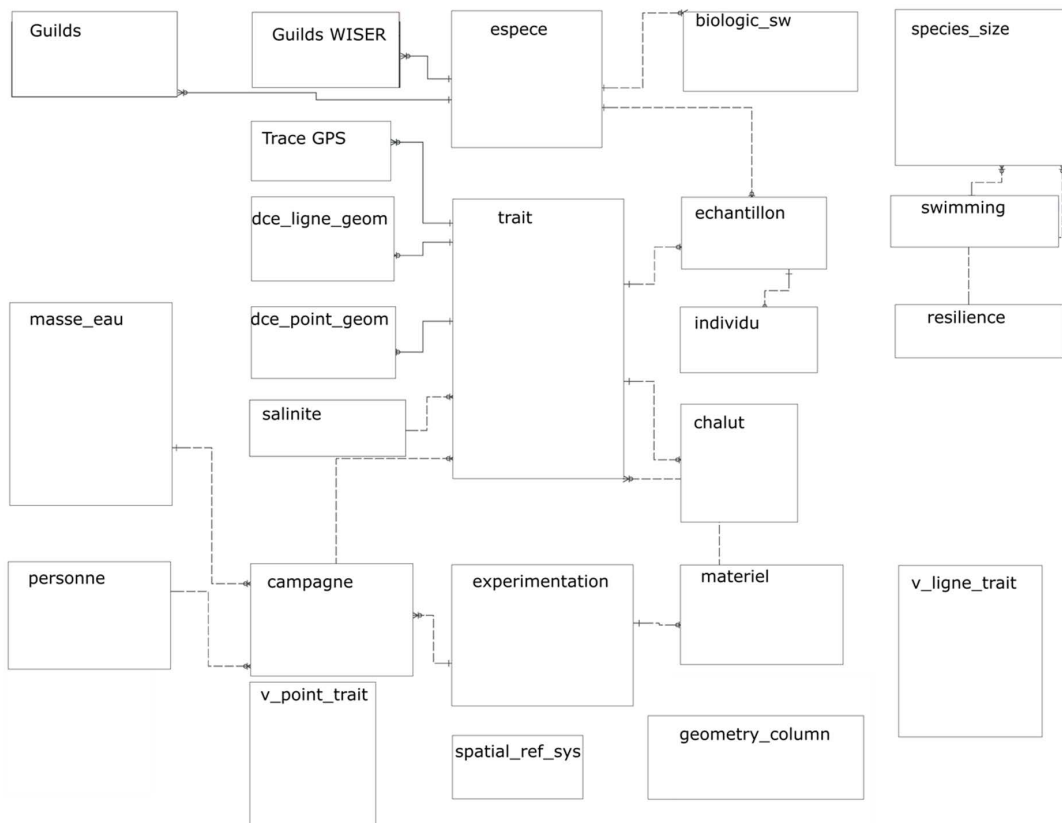 Guilds
Guilds WISER
espece
biologic_sw
species_size
Trace GPS
dce_ligne_geom
trait
echantillon
swimming
masse_eau
dce_point_geom
individu
resilience
salinite
chalut
personne
campagne
experimentation
materiel
v_ligne_trait
v_point_trait
spatial_ref_sys
geometry_column